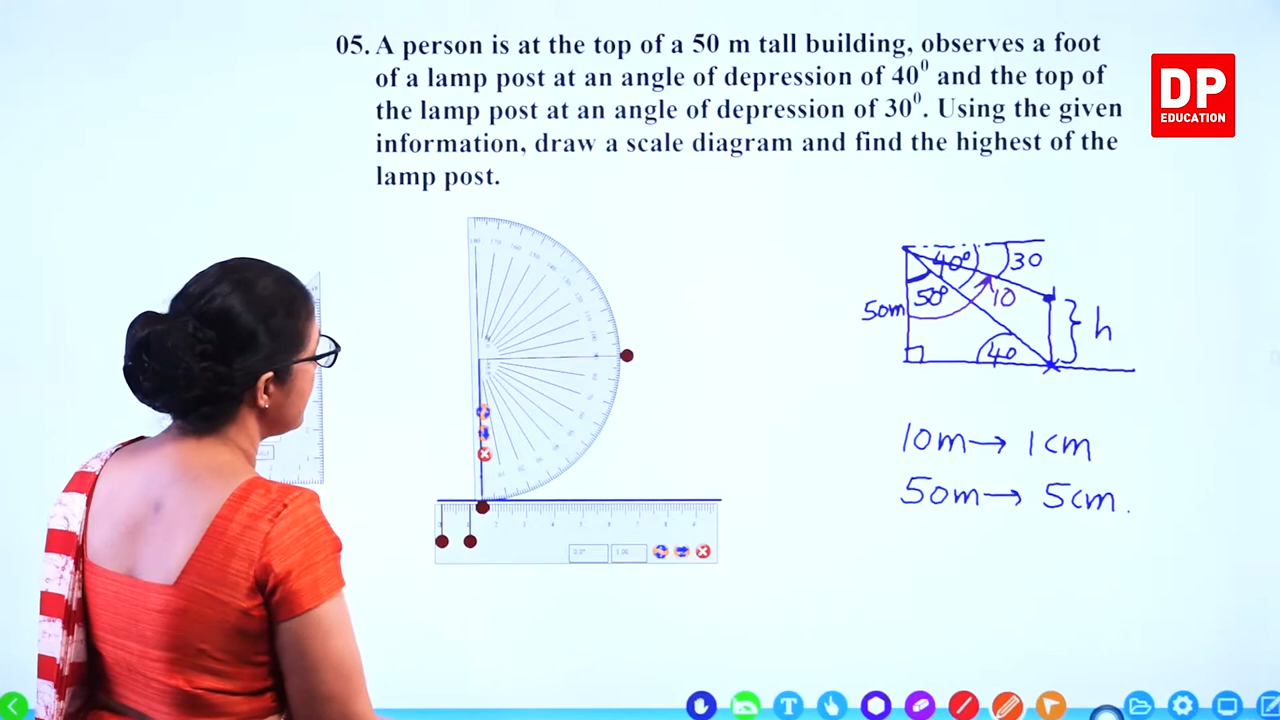 05. A person is at the top of a 50 m tall building, observes a foot
of a lamp post at an angle of depression of 40⁰ and the top of
the lamp post at an angle of depression of 30⁰. Using the given
information, draw a scale diagram and find the highest of the
lamp post.
DP
EDUCATION
40⁰
30
50⁰
10
50m
h
40
10m → 1cm
50m → 5cm.